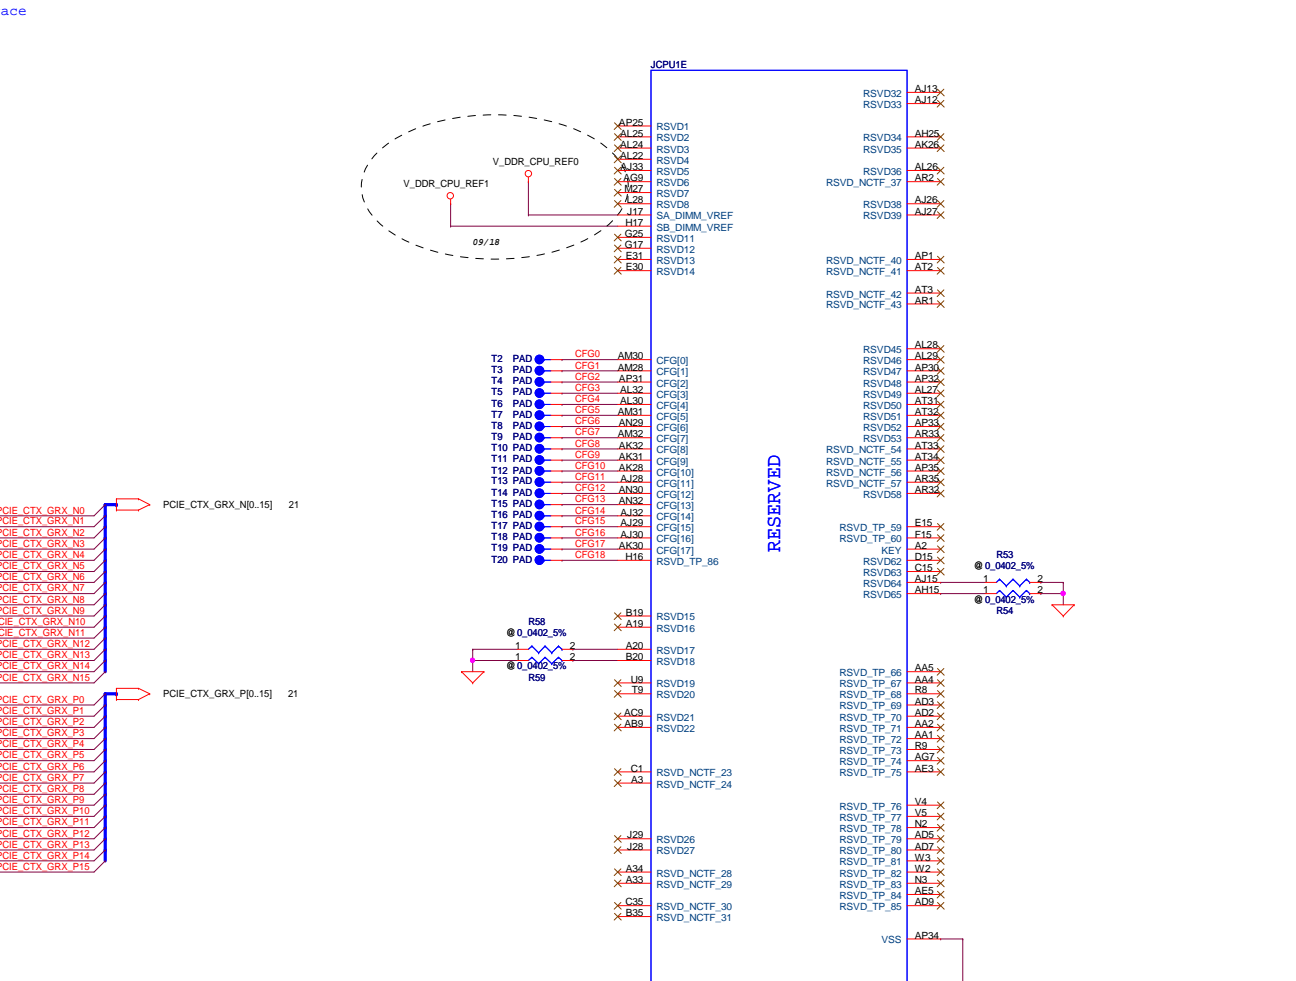 ace
JCPU1E
RESERVED
V_DDR_CPU_REF0
V_DDR_CPU_REF1
09/18
AP25 RSVD1
AL25 RSVD2
AL24 RSVD3
AL22 RSVD4
AJ33 RSVD5
AG9 RSVD6
M27 RSVD7
L28 RSVD8
J17 SA_DIMM_VREF
H17 SB_DIMM_VREF
G25 RSVD11
G17 RSVD12
E31 RSVD13
E30 RSVD14
T2 PAD CFG0 AM30 CFG[0]
T3 PAD CFG1 AM28 CFG[1]
T4 PAD CFG2 AP31 CFG[2]
T5 PAD CFG3 AL32 CFG[3]
T6 PAD CFG4 AL30 CFG[4]
T7 PAD CFG5 AM31 CFG[5]
T8 PAD CFG6 AN29 CFG[6]
T9 PAD CFG7 AM32 CFG[7]
T10 PAD CFG8 AK32 CFG[8]
T11 PAD CFG9 AK31 CFG[9]
T12 PAD CFG10 AK28 CFG[10]
T13 PAD CFG11 AJ28 CFG[11]
T14 PAD CFG12 AN30 CFG[12]
T15 PAD CFG13 AN32 CFG[13]
T16 PAD CFG14 AJ32 CFG[14]
T17 PAD CFG15 AJ29 CFG[15]
T18 PAD CFG16 AJ30 CFG[16]
T19 PAD CFG17 AK30 CFG[17]
T20 PAD CFG18 H16 RSVD_TP_86
B19 RSVD15
A19 RSVD16
R58
@ 0_0402_5%
1 2 A20 RSVD17
1 2 B20 RSVD18
@ 0_0402_5%
R59
U9 RSVD19
T9 RSVD20
AC9 RSVD21
AB9 RSVD22
C1 RSVD_NCTF_23
A3 RSVD_NCTF_24
J29 RSVD26
J28 RSVD27
A34 RSVD_NCTF_28
A33 RSVD_NCTF_29
C35 RSVD_NCTF_30
B35 RSVD_NCTF_31
RSVD32 AJ13
RSVD33 AJ12
RSVD34 AH25
RSVD35 AK26
RSVD36 AL26
RSVD_NCTF_37 AR2
RSVD38 AJ26
RSVD39 AJ27
RSVD_NCTF_40 AP1
RSVD_NCTF_41 AT2
RSVD_NCTF_42 AT3
RSVD_NCTF_43 AR1
RSVD45 AL28
RSVD46 AL29
RSVD47 AP30
RSVD48 AP32
RSVD49 AL27
RSVD50 AT31
RSVD51 AT32
RSVD52 AP33
RSVD53 AR33
RSVD_NCTF_54 AT33
RSVD_NCTF_55 AT34
RSVD_NCTF_56 AP35
RSVD_NCTF_57 AR35
RSVD58 AR32
RSVD_TP_59 E15
RSVD_TP_60 F15
KEY A2
RSVD62 D15
RSVD63 C15
R53
@ 0_0402_5%
RSVD64 AJ15 1 2
RSVD65 AH15 1 2
@ 0_0402_5%
R54
RSVD_TP_66 AA5
RSVD_TP_67 AA4
RSVD_TP_68 R8
RSVD_TP_69 AD3
RSVD_TP_70 AD2
RSVD_TP_71 AA2
RSVD_TP_72 AA1
RSVD_TP_73 R9
RSVD_TP_74 AG7
RSVD_TP_75 AE3
RSVD_TP_76 V4
RSVD_TP_77 V5
RSVD_TP_78 N2
RSVD_TP_79 AD5
RSVD_TP_80 AD7
RSVD_TP_81 W3
RSVD_TP_82 W2
RSVD_TP_83 N3
RSVD_TP_84 AE5
RSVD_TP_85 AD9
VSS AP34
PCIE_CTX_GRX_N[0..15] 21
PCIE_CTX_GRX_N0
PCIE_CTX_GRX_N1
PCIE_CTX_GRX_N2
PCIE_CTX_GRX_N3
PCIE_CTX_GRX_N4
PCIE_CTX_GRX_N5
PCIE_CTX_GRX_N6
PCIE_CTX_GRX_N7
PCIE_CTX_GRX_N8
PCIE_CTX_GRX_N9
PCIE_CTX_GRX_N10
PCIE_CTX_GRX_N11
PCIE_CTX_GRX_N12
PCIE_CTX_GRX_N13
PCIE_CTX_GRX_N14
PCIE_CTX_GRX_N15
PCIE_CTX_GRX_P[0..15] 21
PCIE_CTX_GRX_P0
PCIE_CTX_GRX_P1
PCIE_CTX_GRX_P2
PCIE_CTX_GRX_P3
PCIE_CTX_GRX_P4
PCIE_CTX_GRX_P5
PCIE_CTX_GRX_P6
PCIE_CTX_GRX_P7
PCIE_CTX_GRX_P8
PCIE_CTX_GRX_P9
PCIE_CTX_GRX_P10
PCIE_CTX_GRX_P11
PCIE_CTX_GRX_P12
PCIE_CTX_GRX_P13
PCIE_CTX_GRX_P14
PCIE_CTX_GRX_P15